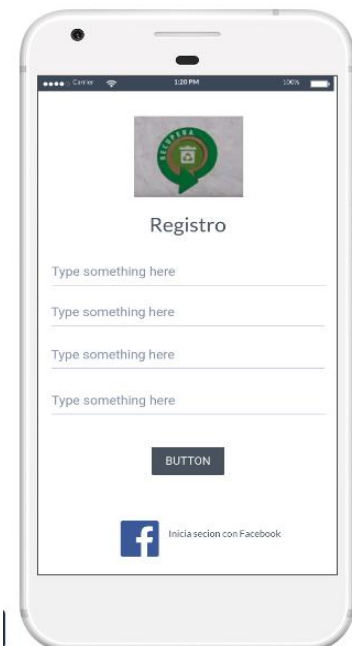 Carrier 1:20 PM 100%
RECUPERA
Registro
Type something here
Type something here
Type something here
Type something here
BUTTON
Inicia secion con Facebook